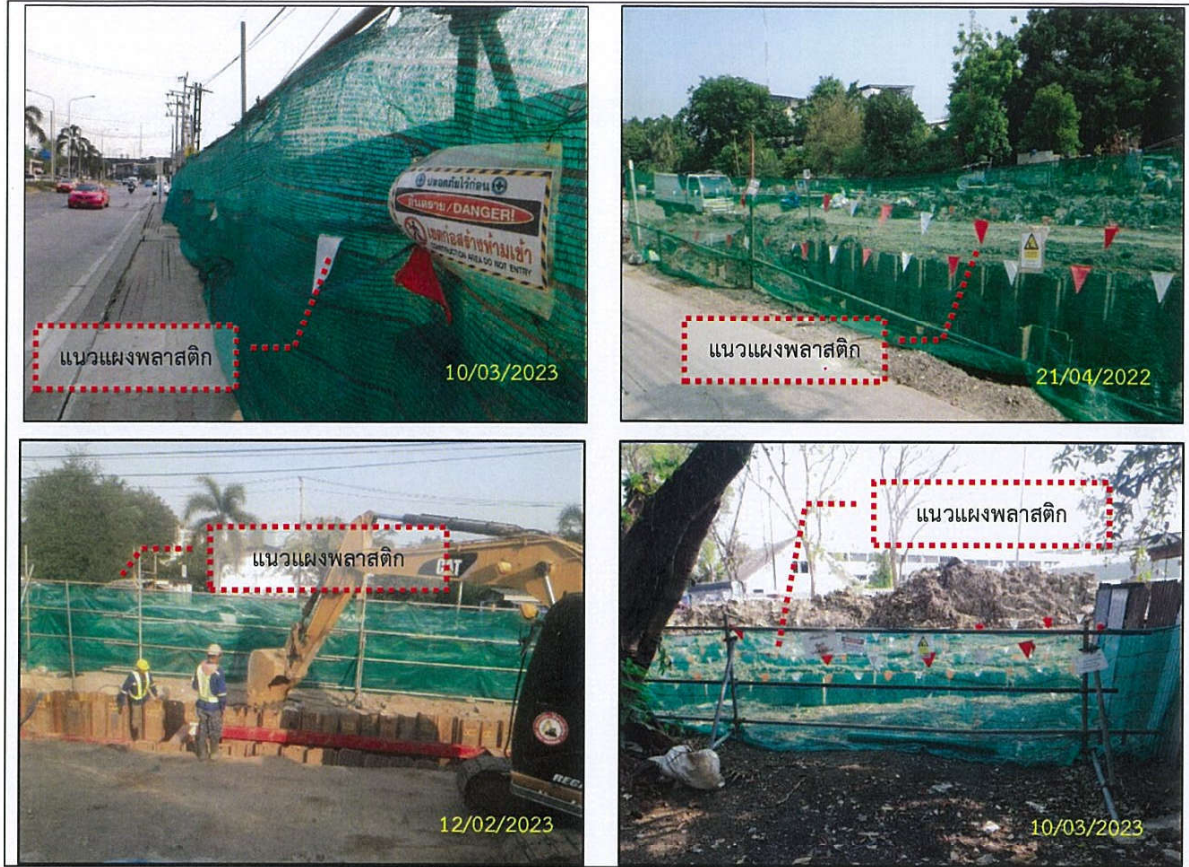 ปลอดภัยไว้ก่อน
อันตราย/DANGER!
เขตก่อสร้างห้ามเข้า
CONSTRUCTION AREA DO NOT ENTRY
แนวแผงพลาสติก
10/03/2023
แนวแผงพลาสติก
21/04/2022
แนวแผงพลาสติก
CAT
12/02/2023
แนวแผงพลาสติก
10/03/2023